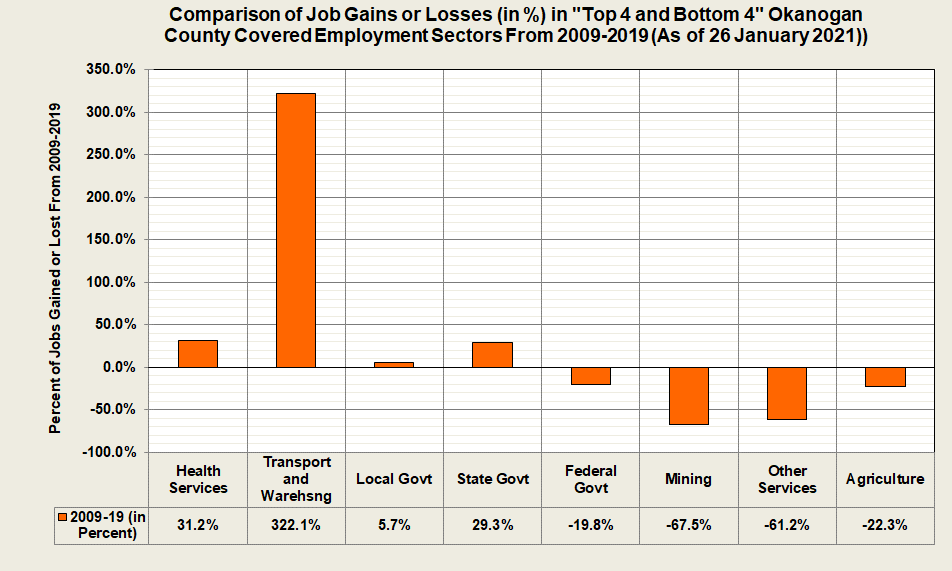 Comparison of Job Gains or Losses (in %) in "Top 4 and Bottom 4" Okanogan
County Covered Employment Sectors From 2009-2019 (As of 26 January 2021))
Percent of Jobs Gained or Lost From 2009-2019
350.0%
300.0%
250.0%
200.0%
150.0%
100.0%
50.0%
0.0%
-50.0%
-100.0%
Health
Services
Transport
and
Warehsng
Local Govt
State Govt
Federal
Govt
Mining
Other
Services
Agriculture
2009-19 (in
Percent)
31.2%
322.1%
5.7%
29.3%
-19.8%
-67.5%
-61.2%
-22.3%